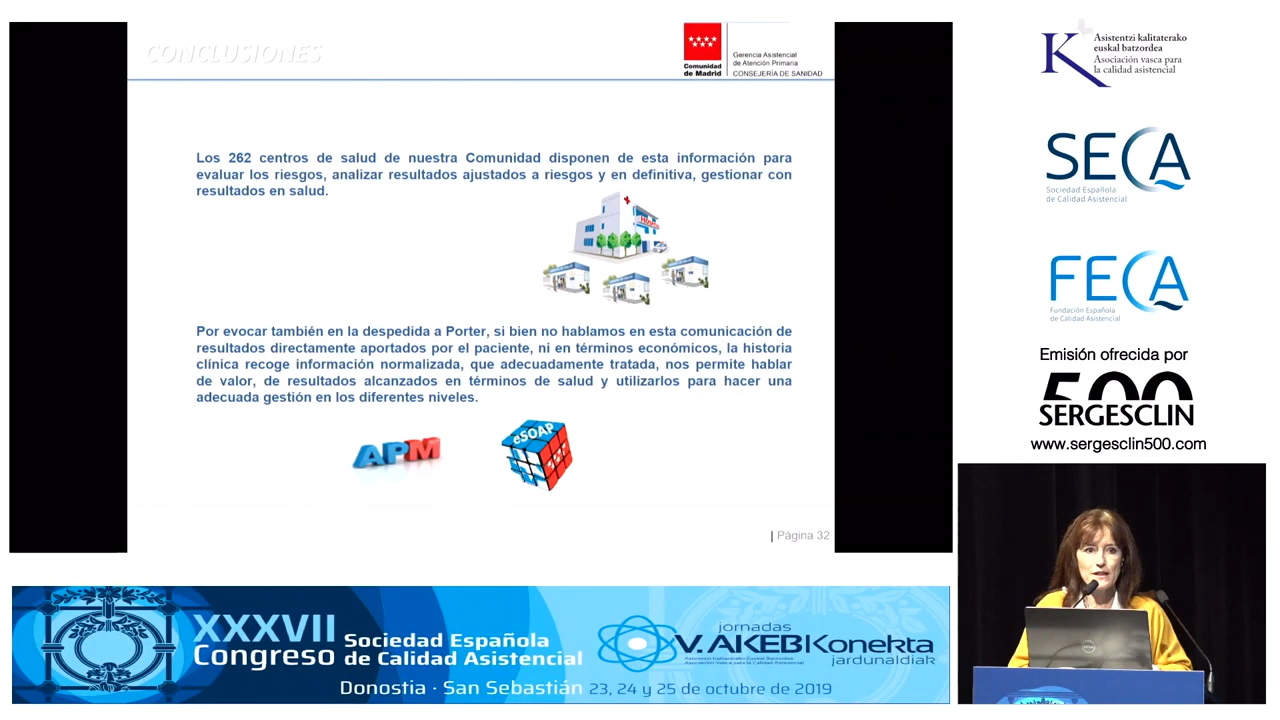 CONCLUSIONES
Comunidad
de Madrid
Gerencia Asistencial
de Atención Primaria
CONSEJERÍA DE SANIDAD
Los 262 centros de salud de nuestra Comunidad disponen de esta información para
evaluar los riesgos, analizar resultados ajustados a riesgos y en definitiva, gestionar con
resultados en salud.
Por evocar también en la despedida a Porter, si bien no hablamos en esta comunicación de
resultados directamente aportados por el paciente, ni en términos económicos, la historia
clínica recoge información normalizada, que adecuadamente tratada, nos permite hablar
de valor, de resultados alcanzados en términos de salud y utilizarlos para hacer una
adecuada gestión en los diferentes niveles.
APM
eSOAP
| Página 32
K
Asistentzi kalitaterako
euskal batzordea
Asociación vasca para
la calidad asistencial
SECA
Sociedad Española
de Calidad Asistencial
FECA
Fundación Española
de Calidad Asistencial
Emisión ofrecida por
500
SERGESCLIN
www.sergesclin500.com
XXXVII
Congreso
Sociedad Española
de Calidad Asistencial
Donostia · San Sebastián 23, 24 y 25 de octubre de 2019
jornadas
V.AKEBIKonekta
jardunaldiak
DELL